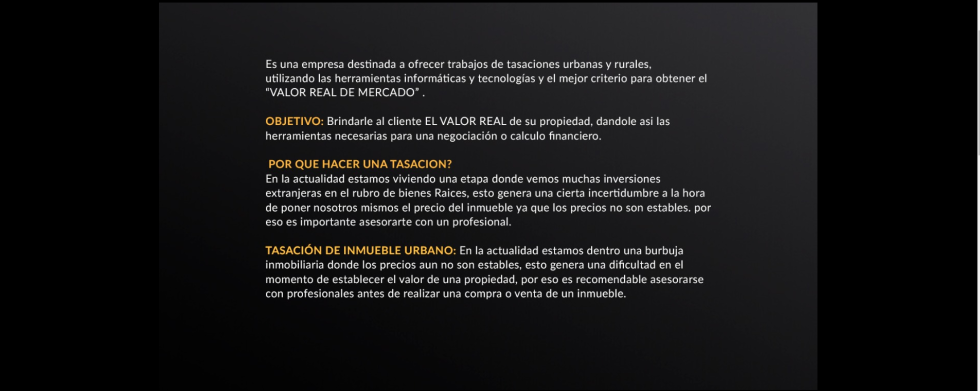 Es una empresa destinada a ofrecer trabajos de tasaciones urbanas y rurales,
utilizando las herramientas informáticas y tecnologías y el mejor criterio para obtener el
"VALOR REAL DE MERCADO" .
OBJETIVO: Brindarle al cliente EL VALOR REAL de su propiedad, dandole asi las
herramientas necesarias para una negociación o calculo financiero.
POR QUE HACER UNA TASACION?
En la actualidad estamos viviendo una etapa donde vemos muchas inversiones
extranjeras en el rubro de bienes Raices, esto genera una cierta incertidumbre a la hora
de poner nosotros mismos el precio del inmueble ya que los precios no son estables. por
eso es importante asesorarte con un profesional.
TASACIÓN DE INMUEBLE URBANO: En la actualidad estamos dentro una burbuja
inmobiliaria donde los precios aun no son estables, esto genera una dificultad en el
momento de establecer el valor de una propiedad, por eso es recomendable asesorarse
con profesionales antes de realizar una compra o venta de un inmueble.